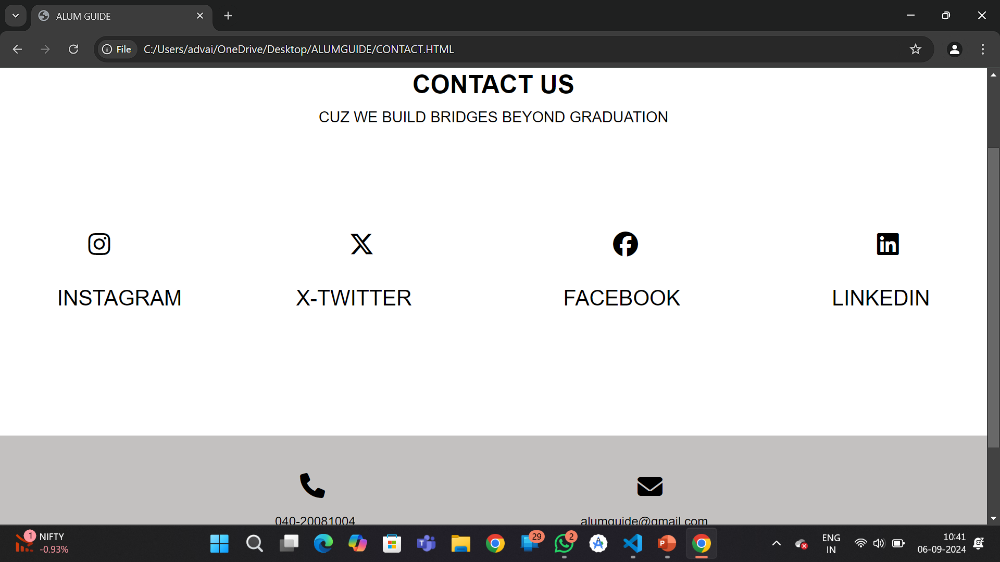 ALUM GUIDE
File C:/Users/advai/OneDrive/Desktop/ALUMGUIDE/CONTACT.HTML
CONTACT US
CUZ WE BUILD BRIDGES BEYOND GRADUATION
INSTAGRAM X-TWITTER FACEBOOK LINKEDIN
040-20081004 alumguide@gmail.com
1 NIFTY
-0.93%
29
2
ENG
IN
10:41
06-09-2024